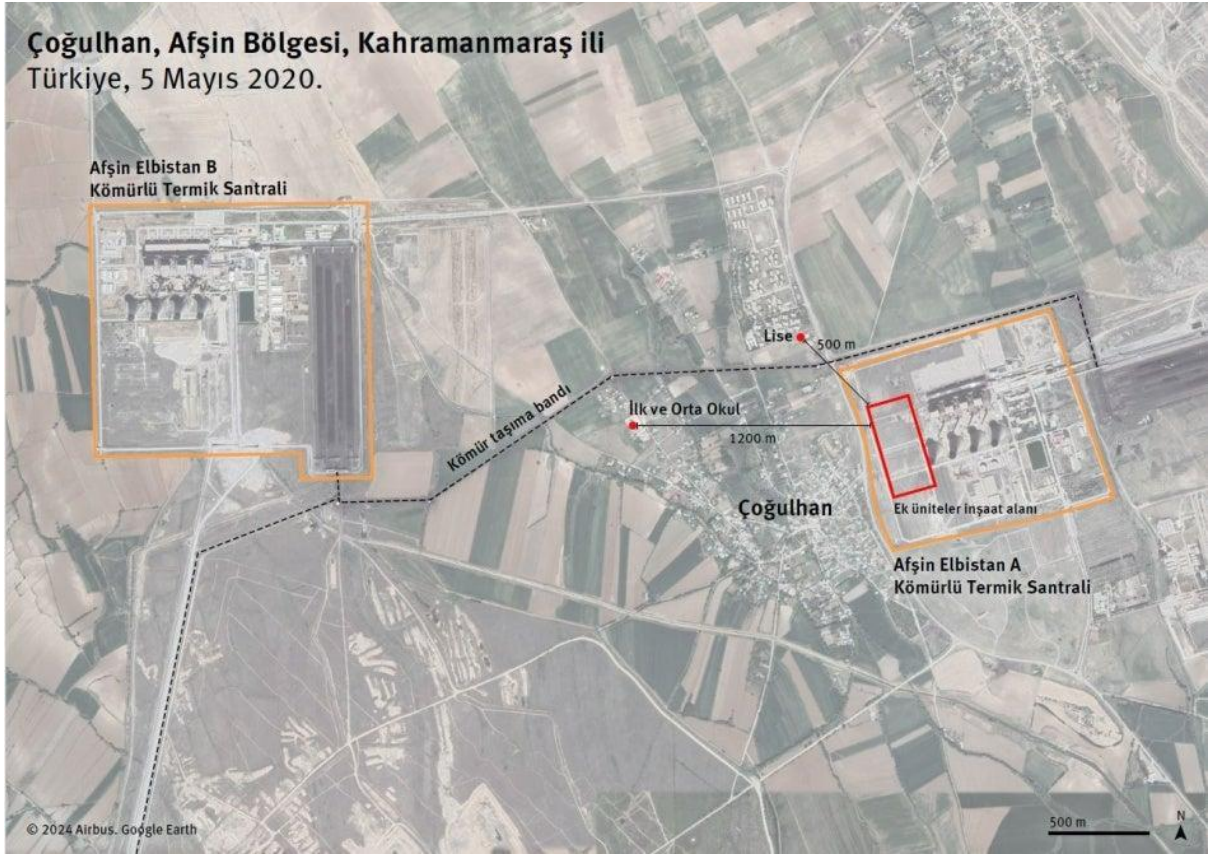 Çoğulhan, Afşin Bölgesi, Kahramanmaraş ili
Türkiye, 5 Mayıs 2020.
Afşin Elbistan B
Kömürlü Termik Santrali
Lise
500 m
İlk ve Orta Okul
1200 m
Kömür taşıma bandı
Çoğulhan
Ek üniteler inşaat alanı
Afşin Elbistan A
Kömürlü Termik Santrali
© 2024 Airbus. Google Earth
500 m
N